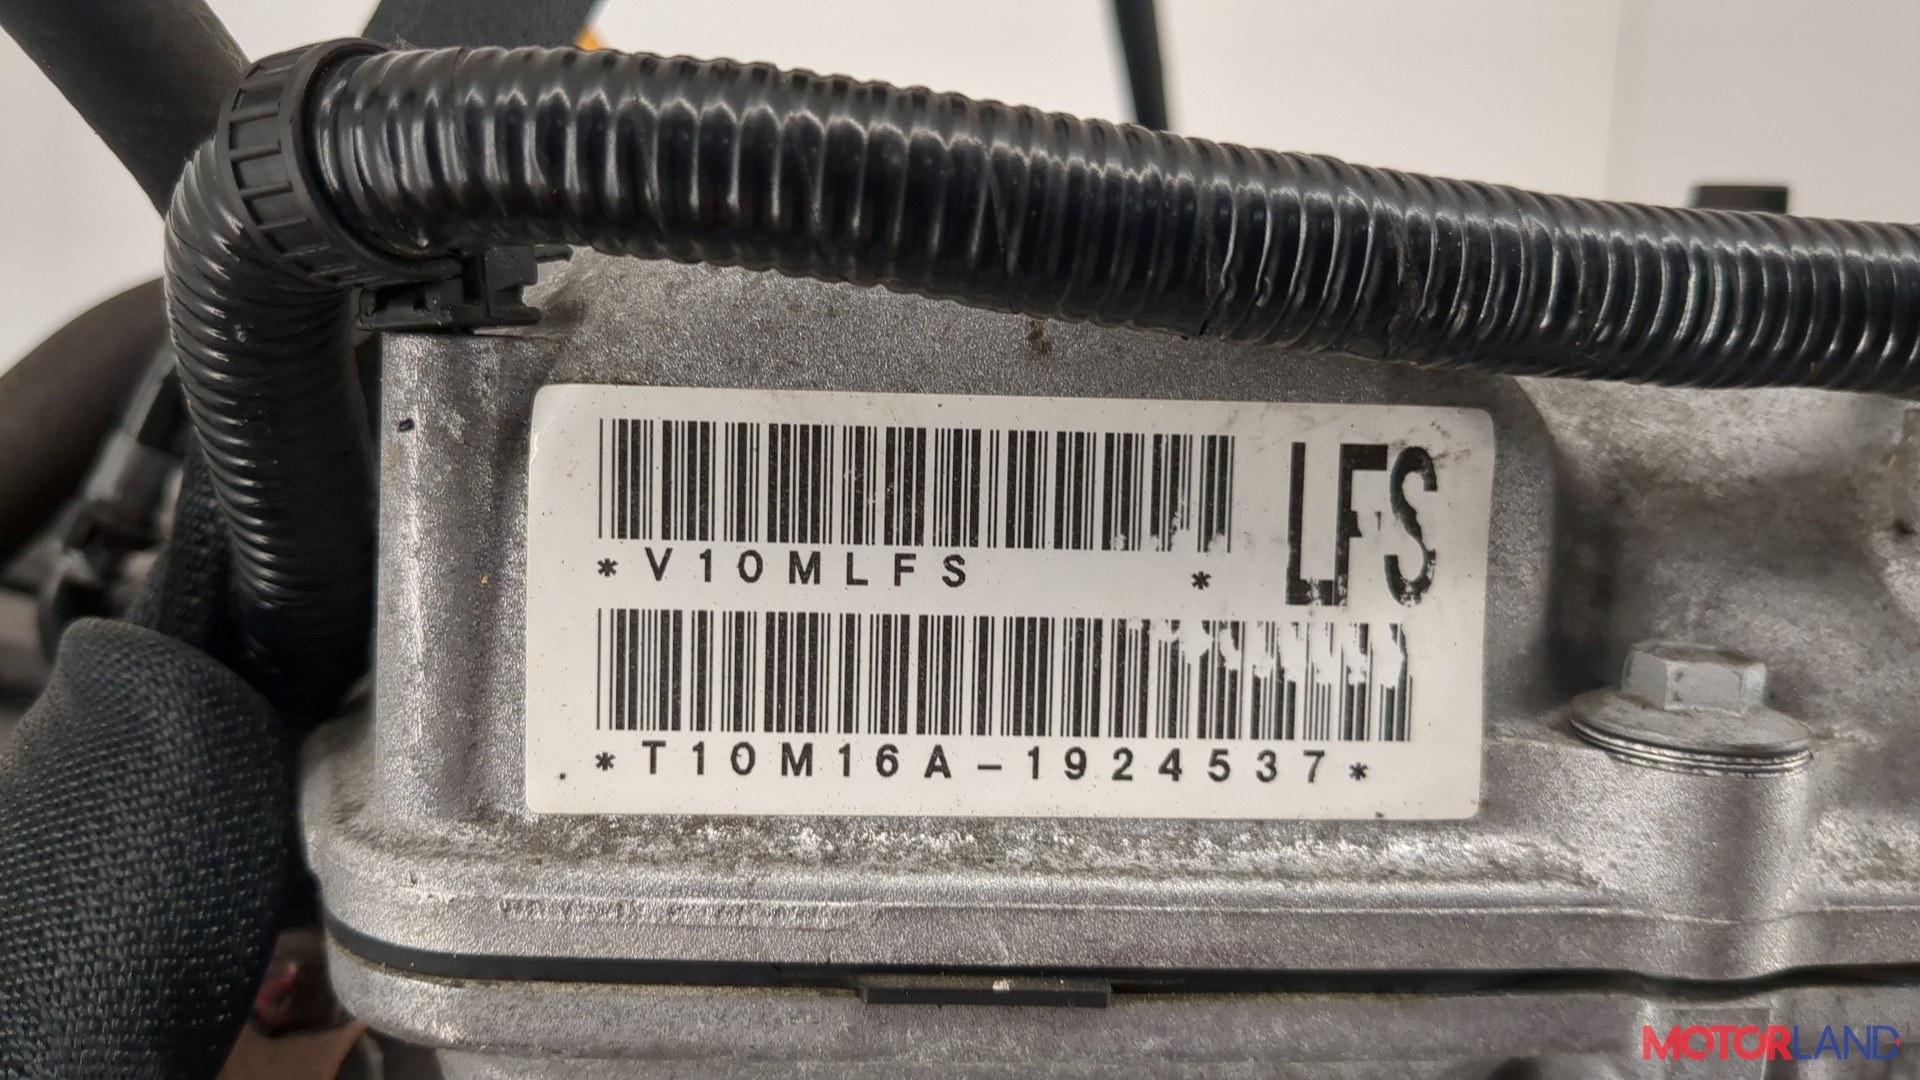 LFS
*V10MLFS *
*T10M16A-1924537*
MOTORLAND